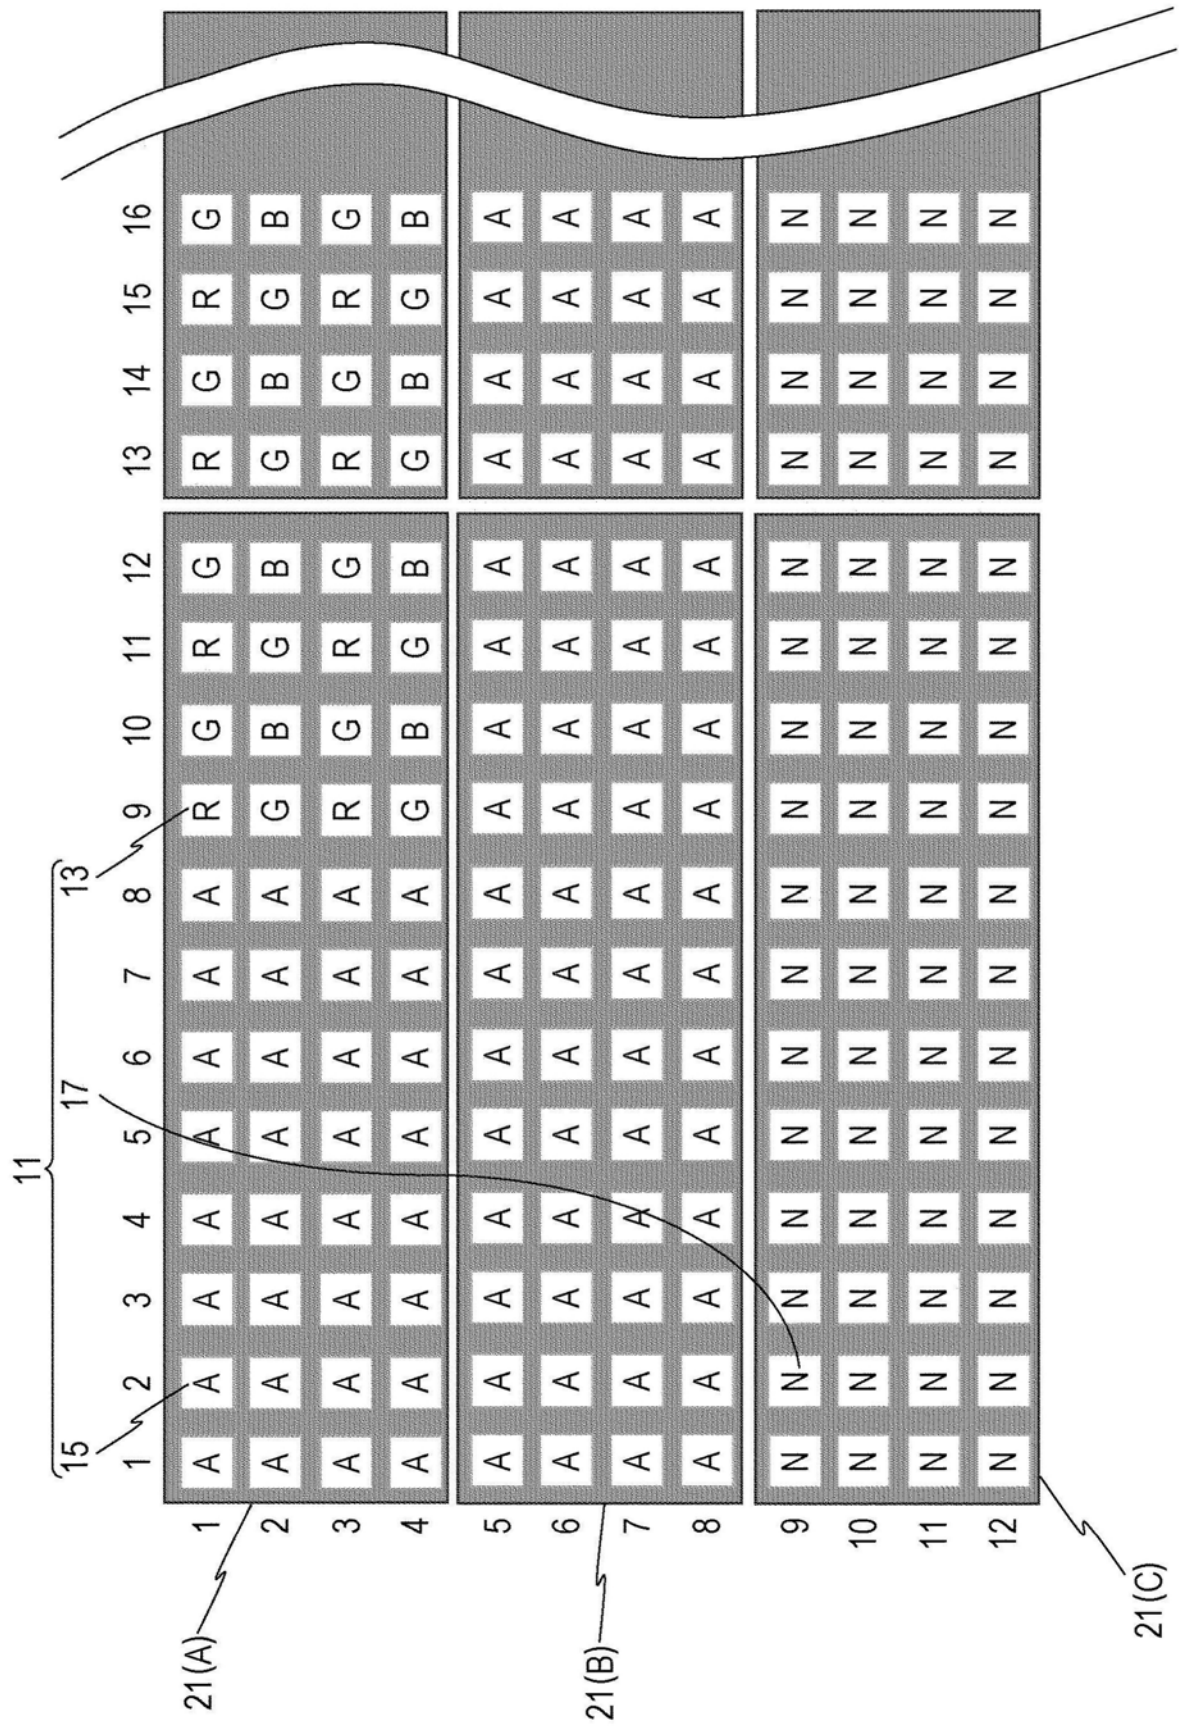 11
15 17 13
1 2 3 4 5 6 7 8 9 10 11 12 13 14 15 16
21(A)
1 A A A A A A A A R G R G R G R G
2 A A A A A A A A G B G B G B G B
3 A A A A A A A A R G R G R G R G
4 A A A A A A A A G B G B G B G B
5 A A A A A A A A A A A A A A A A
6 A A A A A A A A A A A A A A A A
21(B)
7 A A A A A A A A A A A A A A A A
8 A A A A A A A A A A A A A A A A
9 N N N N N N N N N N N N N N N N
10 N N N N N N N N N N N N N N N N
11 N N N N N N N N N N N N N N N N
12 N N N N N N N N N N N N N N N N
21(C)